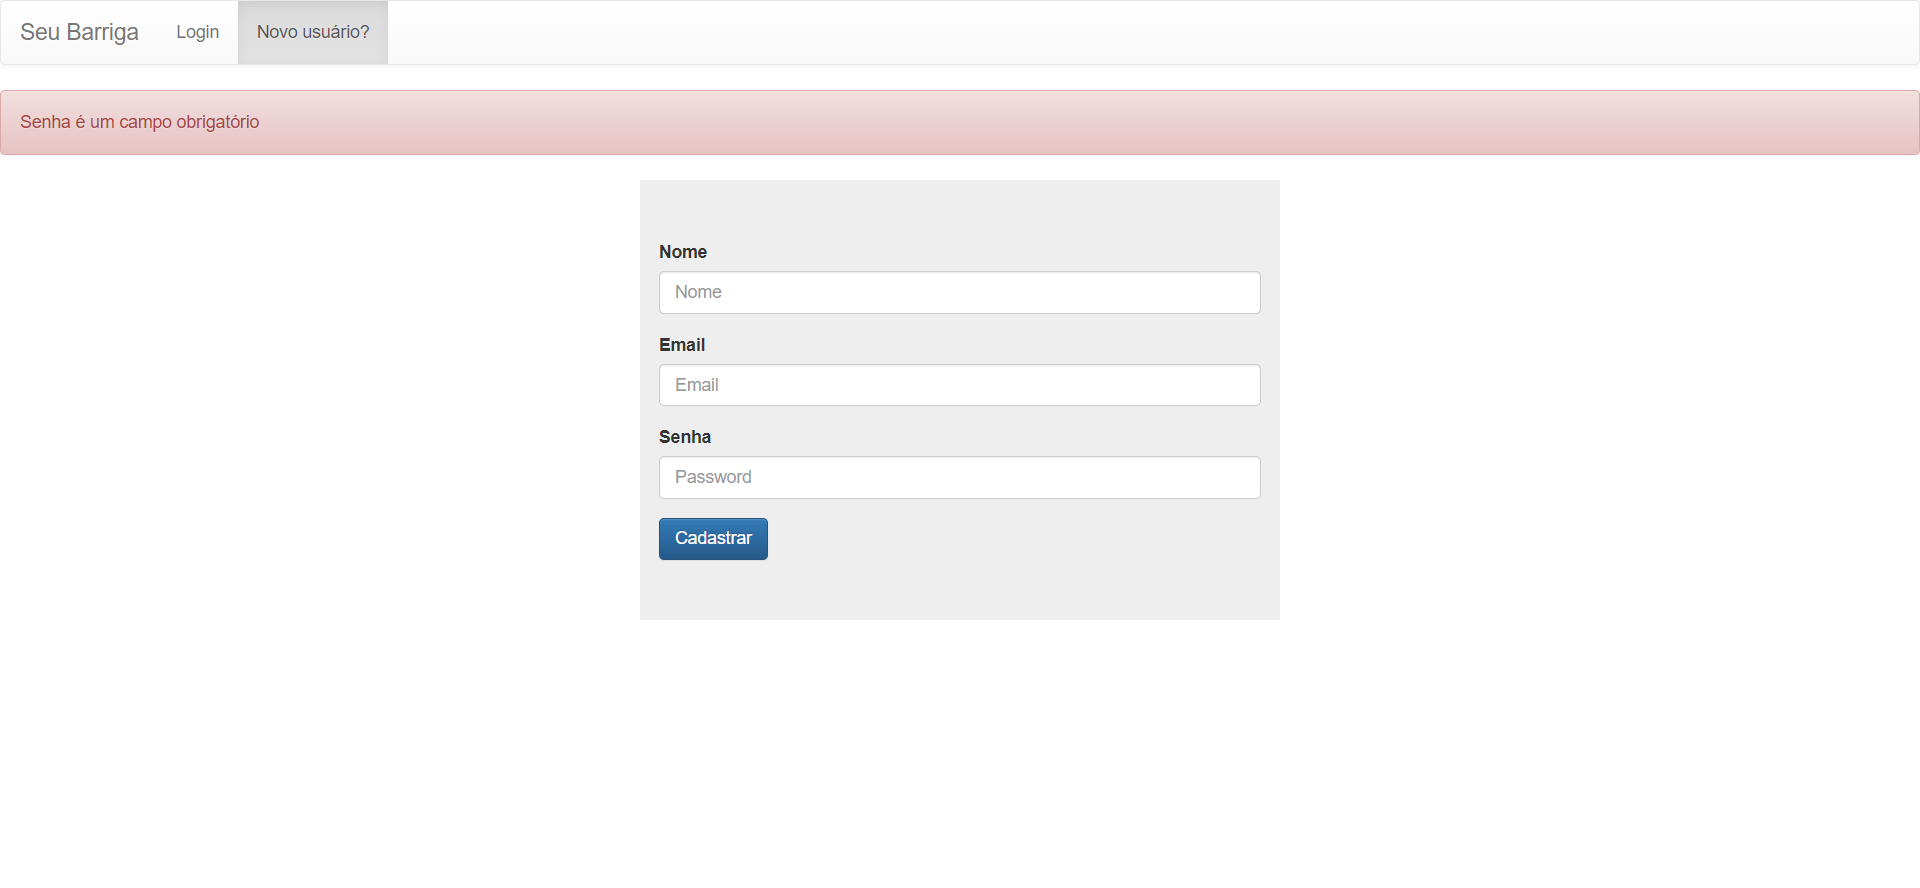 Seu Barriga Login Novo usuário?
Senha é um campo obrigatório
Nome
Nome
Email
Email
Senha
Password
Cadastrar